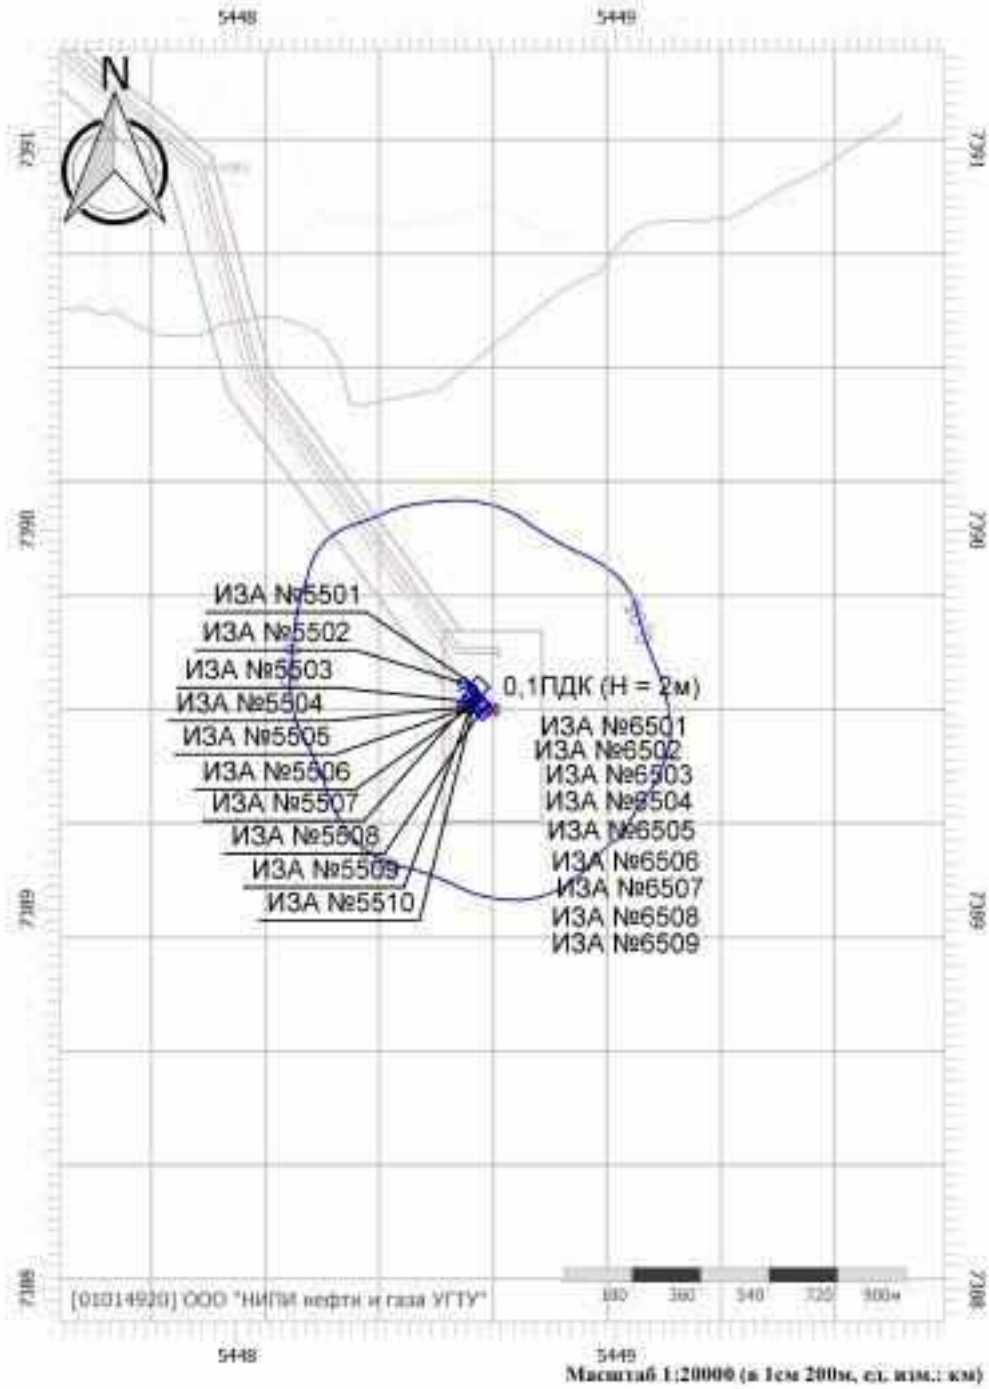 5448 5449
N
7391 7391
7390 7390
ИЗА №5501
ИЗА №5502
ИЗА №5503
ИЗА №5504
ИЗА №5505
ИЗА №5506
ИЗА №5507
ИЗА №5508
ИЗА №5509
ИЗА №5510
0,1ПДК (Н = 2м)
ИЗА №6501
ИЗА №6502
ИЗА №6503
ИЗА №6504
ИЗА №6505
ИЗА №6506
ИЗА №6507
ИЗА №6508
ИЗА №6509
7389 7389
7388 7388
[01014920] ООО "НИПИ нефти и газа УГТУ"
180 360 540 720 900м
5448 5449
Масштаб 1:20000 (в 1см 200м, ед. изм.: км)